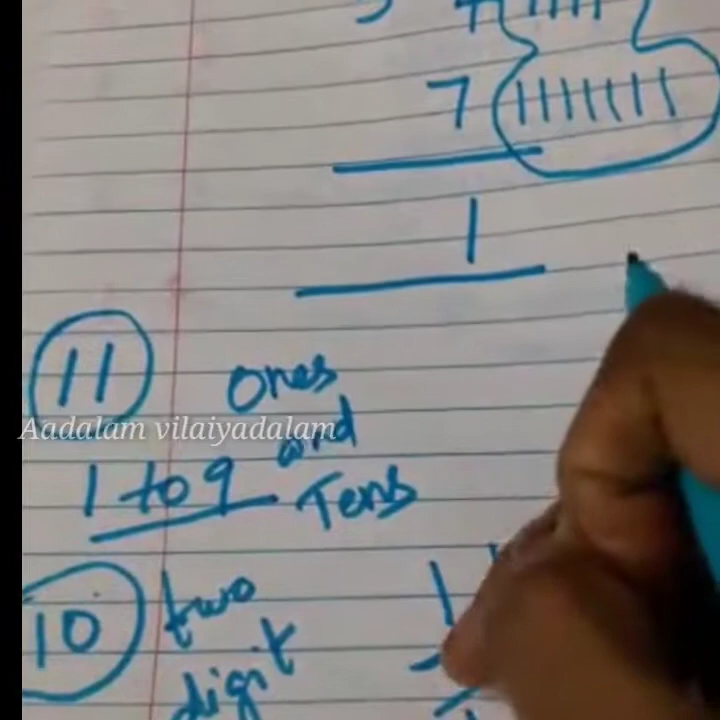 7
1
11 ones
and
Aadalam vilaiyadalam
1 to 9 Tens
10 two
digit